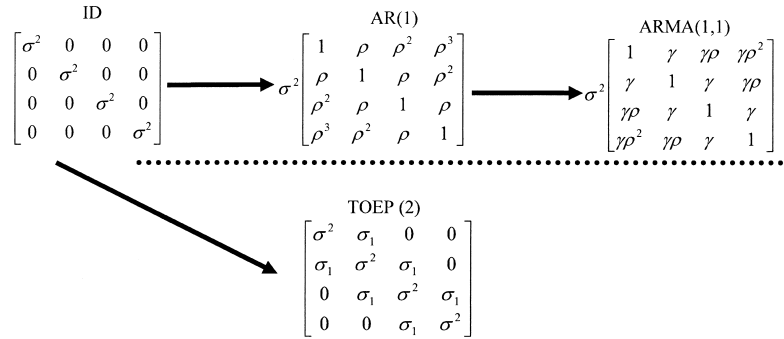 ID
σ² 0 0 0
0 σ² 0 0
0 0 σ² 0
0 0 0 σ²
AR(1)
σ²
1 ρ ρ² ρ³
ρ 1 ρ ρ²
ρ² ρ 1 ρ
ρ³ ρ² ρ 1
ARMA(1,1)
σ²
1 γ γρ γρ²
γ 1 γ γρ
γρ γ 1 γ
γρ² γρ γ 1
TOEP (2)
σ² σ₁ 0 0
σ₁ σ² σ₁ 0
0 σ₁ σ² σ₁
0 0 σ₁ σ²